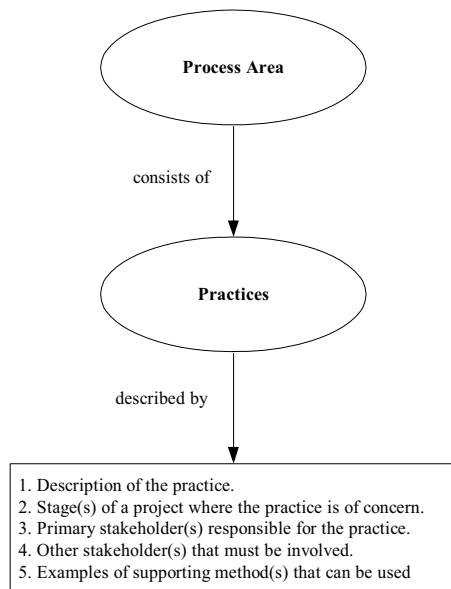 Process Area
consists of
Practices
described by
1. Description of the practice.
2. Stage(s) of a project where the practice is of concern.
3. Primary stakeholder(s) responsible for the practice.
4. Other stakeholder(s) that must be involved.
5. Examples of supporting method(s) that can be used